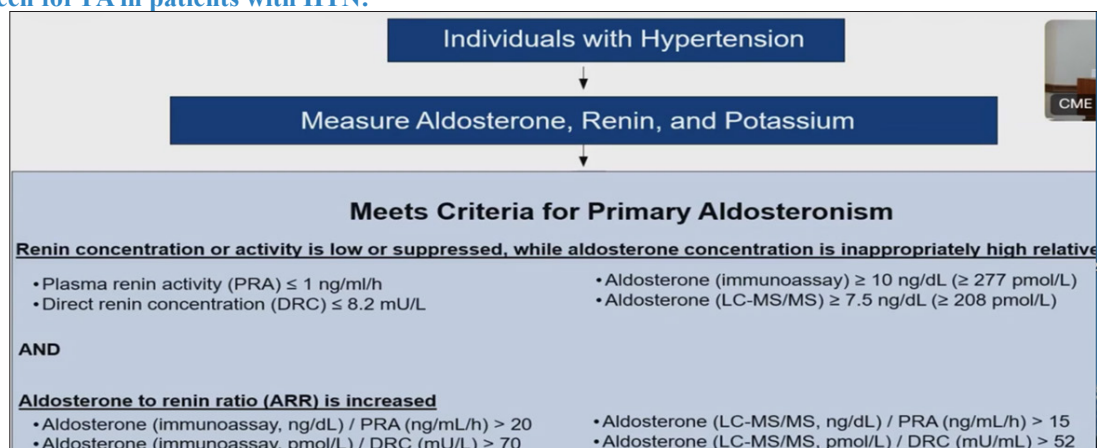 een for PA in patients with HTN.
Individuals with Hypertension
CME
Measure Aldosterone, Renin, and Potassium
Meets Criteria for Primary Aldosteronism
Renin concentration or activity is low or suppressed, while aldosterone concentration is inappropriately high relative
•Plasma renin activity (PRA) ≤ 1 ng/ml/h
•Direct renin concentration (DRC) ≤ 8.2 mU/L
•Aldosterone (immunoassay) ≥ 10 ng/dL (≥ 277 pmol/L)
•Aldosterone (LC-MS/MS) ≥ 7.5 ng/dL (≥ 208 pmol/L)
AND
Aldosterone to renin ratio (ARR) is increased
•Aldosterone (immunoassay, ng/dL) / PRA (ng/mL/h) > 20
•Aldosterone (immunoassay, pmol/L) / DRC (mU/L) > 70
•Aldosterone (LC-MS/MS, ng/dL) / PRA (ng/mL/h) > 15
•Aldosterone (LC-MS/MS, pmol/L) / DRC (mU/mL) > 52